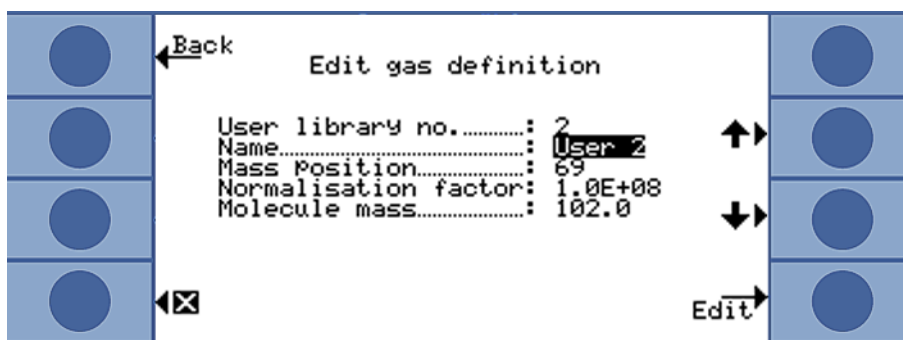 Back
Edit gas definition
User library no..........: 2
Name..............................: User 2
Mass Position...............: 69
Normalisation factor: 1.0E+08
Molecule mass...............: 102.0
Edit